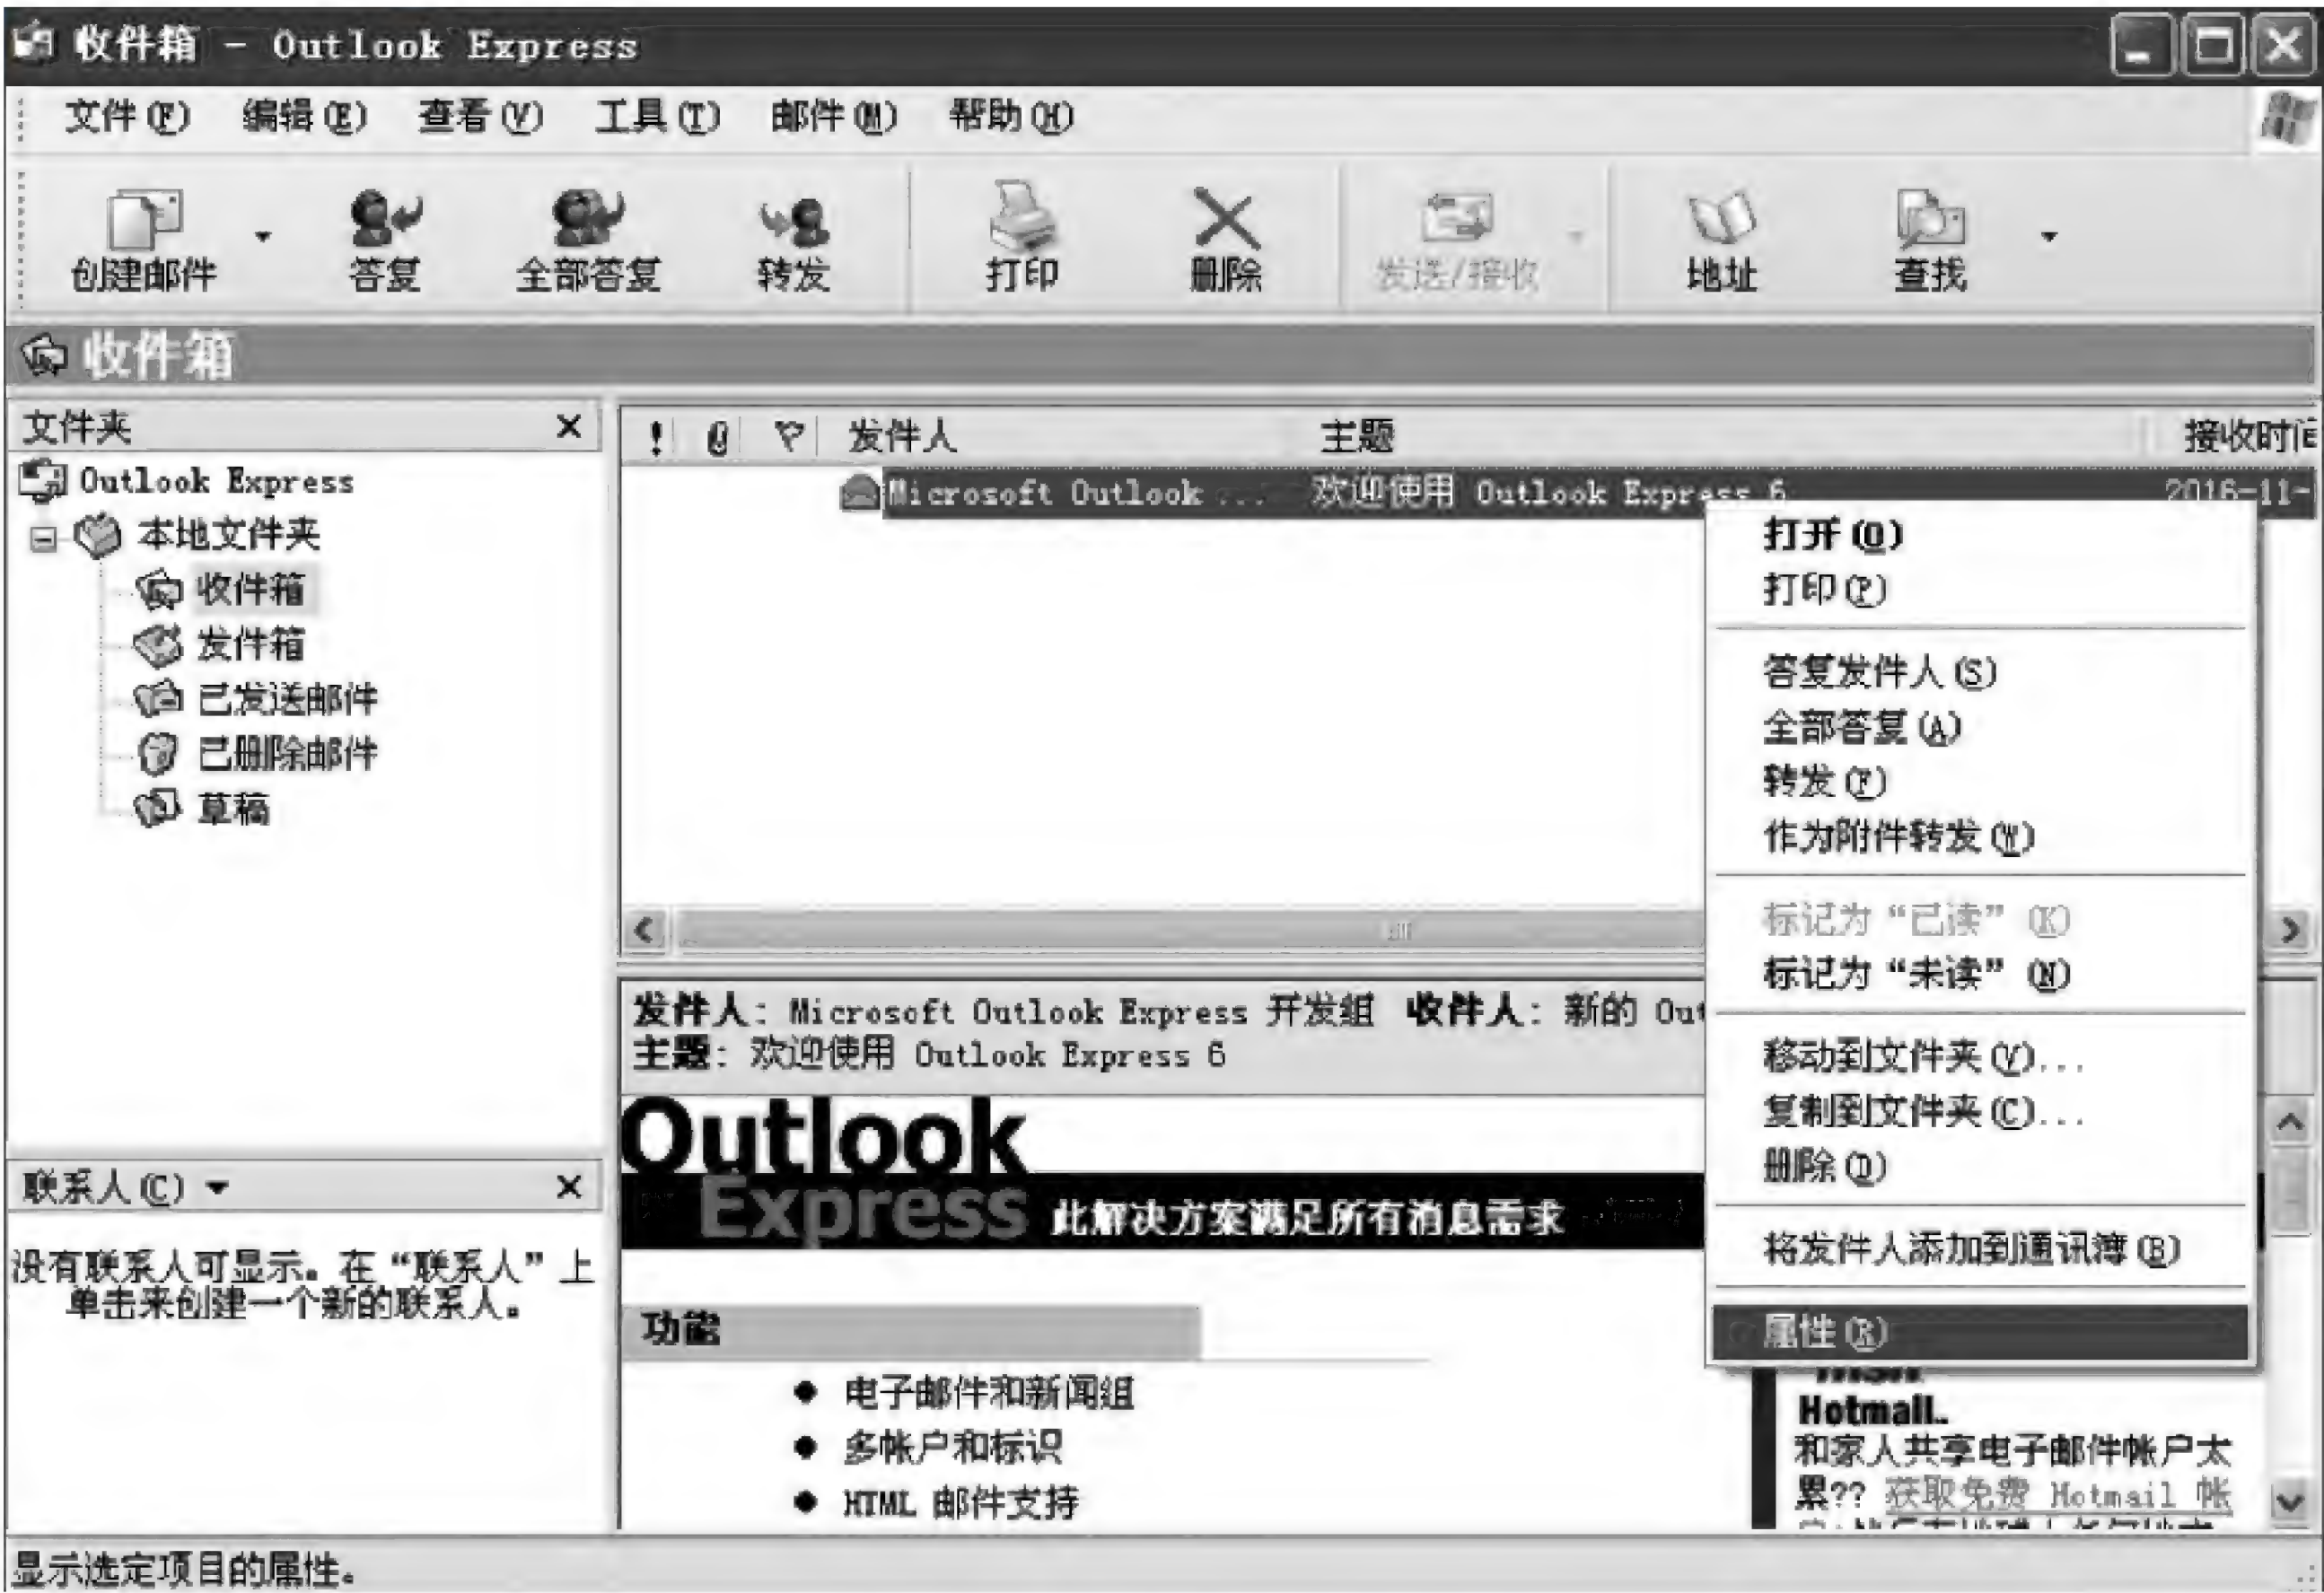 收件箱 - Outlook Express
文件(F) 编辑(E) 查看(V) 工具(T) 邮件(M) 帮助(H)
创建邮件 答复 全部答复 转发 打印 删除 发送/接收 地址 查找
收件箱
文件夹
Outlook Express
本地文件夹
收件箱
发件箱
已发送邮件
已删除邮件
草稿
联系人(C)
没有联系人可显示。在“联系人”上
单击来创建一个新的联系人。
! 发件人 主题 接收时间
Microsoft Outlook ... 欢迎使用 Outlook Express 6 2016-11-
打开(O)
打印(P)
答复发件人(S)
全部答复(A)
转发(F)
作为附件转发(W)
标记为“已读”(K)
标记为“未读”(N)
移动到文件夹(V)...
复制到文件夹(C)...
删除(D)
将发件人添加到通讯簿(B)
属性(R)
发件人: Microsoft Outlook Express 开发组 收件人: 新的 Out
主题: 欢迎使用 Outlook Express 6
Outlook
Express 此解决方案满足所有消息需求
功能
电子邮件和新闻组
多帐户和标识
HTML 邮件支持
msn
Hotmail.
和家人共享电子邮件帐户太
累?? 获取免费 Hotmail 帐
显示选定项目的属性。